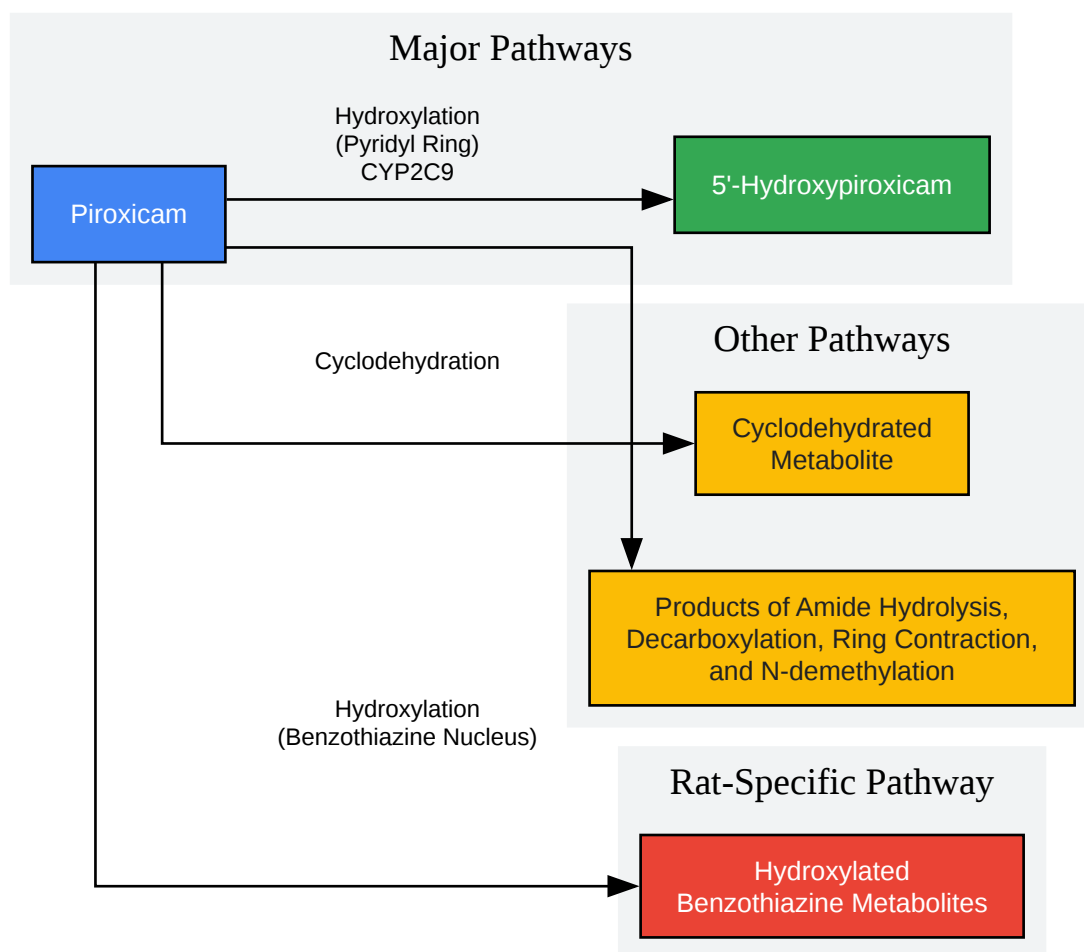 Major Pathways
Hydroxylation
(Pyridyl Ring)
CYP2C9
Piroxicam
5'-Hydroxypiroxicam
Other Pathways
Cyclodehydration
Cyclodehydrated
Metabolite
Products of Amide Hydrolysis,
Decarboxylation, Ring Contraction,
and N-demethylation
Hydroxylation
(Benzothiazine Nucleus)
Rat-Specific Pathway
Hydroxylated
Benzothiazine Metabolites